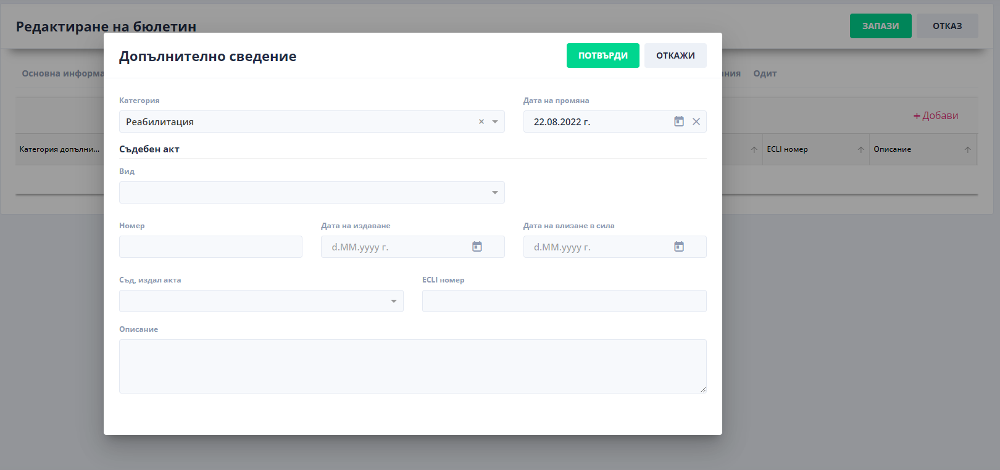 Редактиране на бюлетин
ЗАПАЗИ
ОТКАЗ
Допълнително сведение
ПОТВЪРДИ
ОТКАЖИ
Основна информа
ния
Одит
Категория
Дата на промяна
Реабилитация
22.08.2022 г.
+ Добави
Съдебен акт
Категория допълни...
ECLI номер
Описание
Вид
Номер
Дата на издаване
Дата на влизане в сила
d.MM.yyyy г.
d.MM.yyyy г.
Съд, издал акта
ECLI номер
Описание